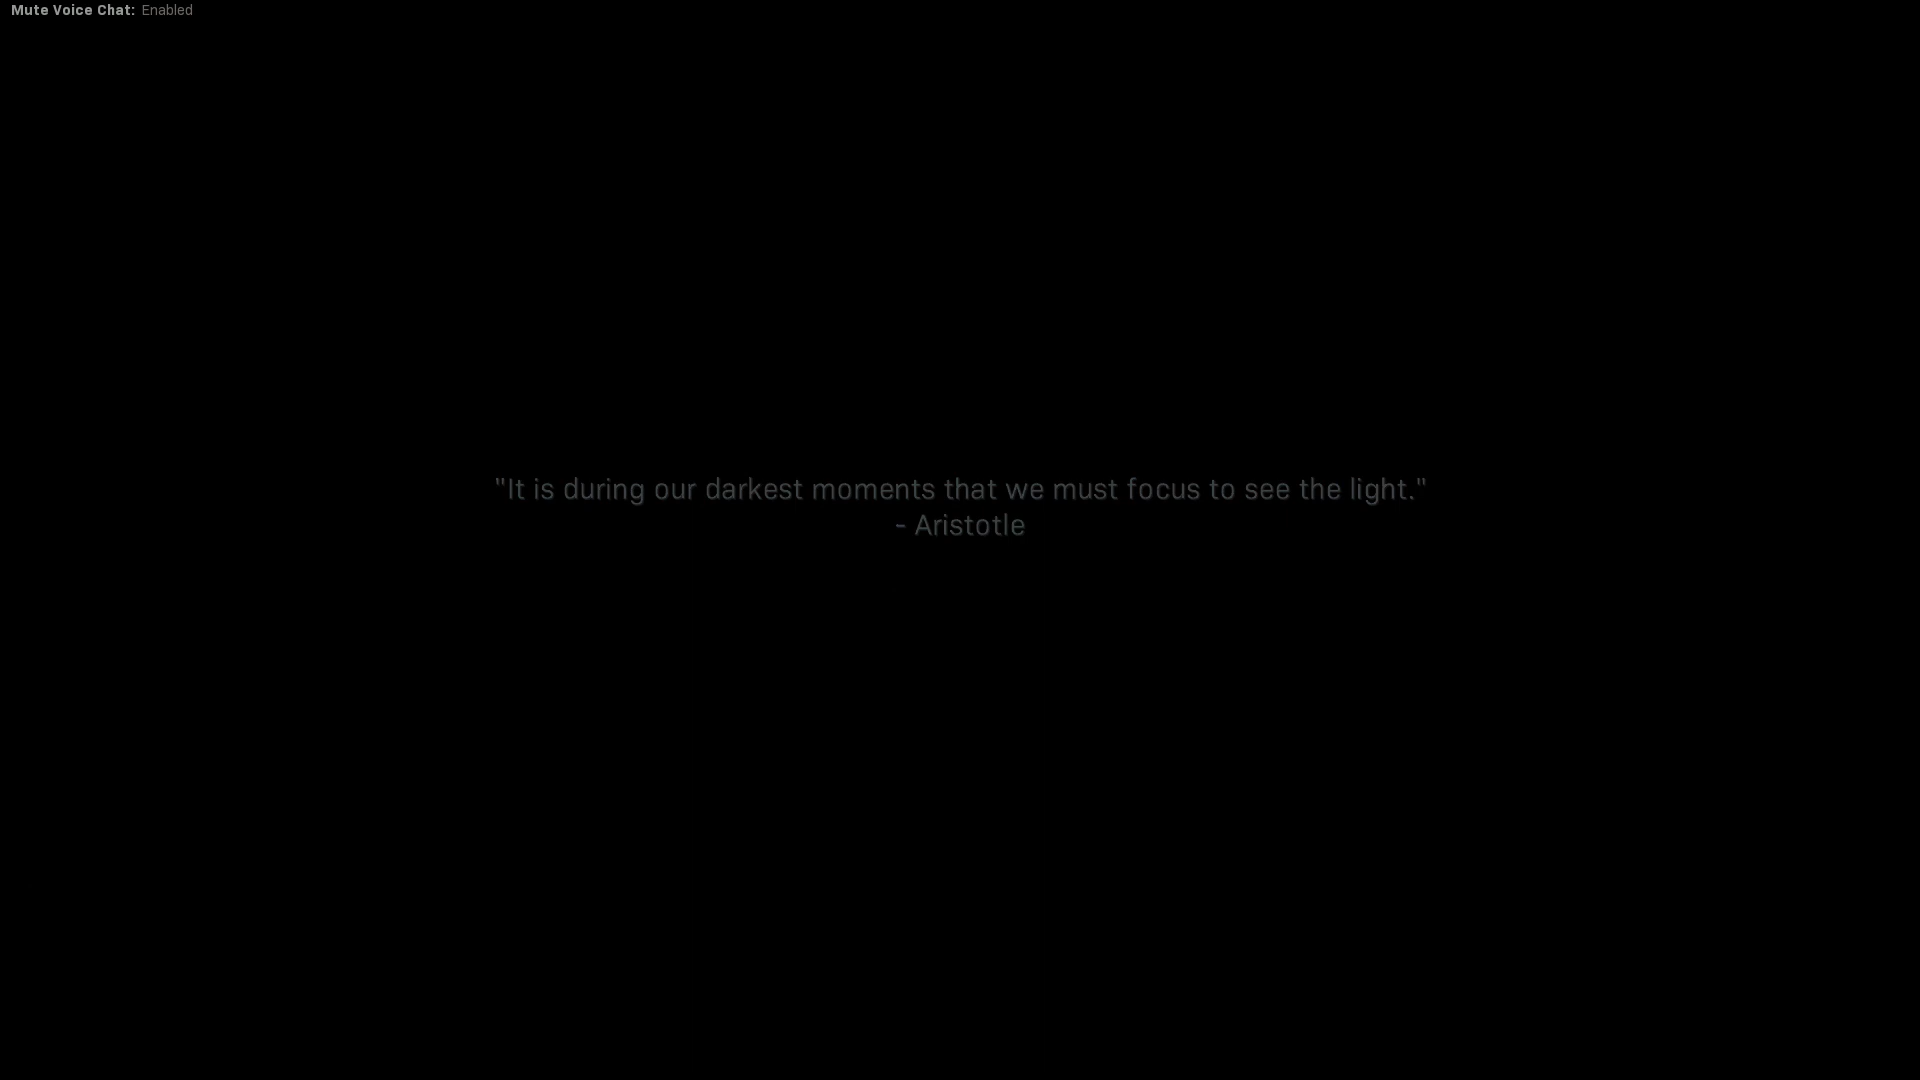 Mute Voice Chat: Enabled
"It is during our darkest moments that we must focus to see the light."
- Aristotle